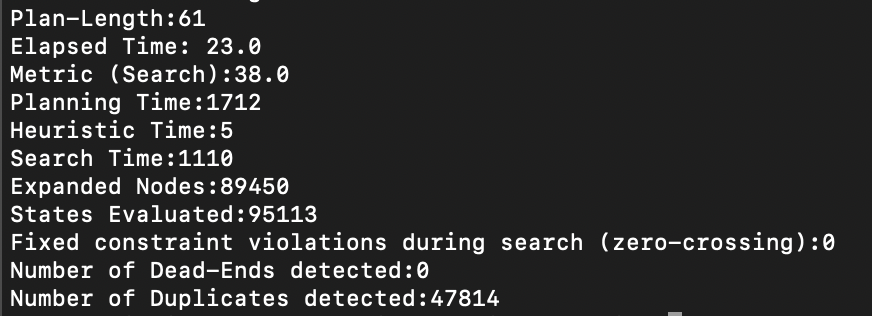 Plan-Length:61
Elapsed Time: 23.0
Metric (Search):38.0
Planning Time:1712
Heuristic Time:5
Search Time:1110
Expanded Nodes:89450
States Evaluated:95113
Fixed constraint violations during search (zero-crossing):0
Number of Dead-Ends detected:0
Number of Duplicates detected:47814